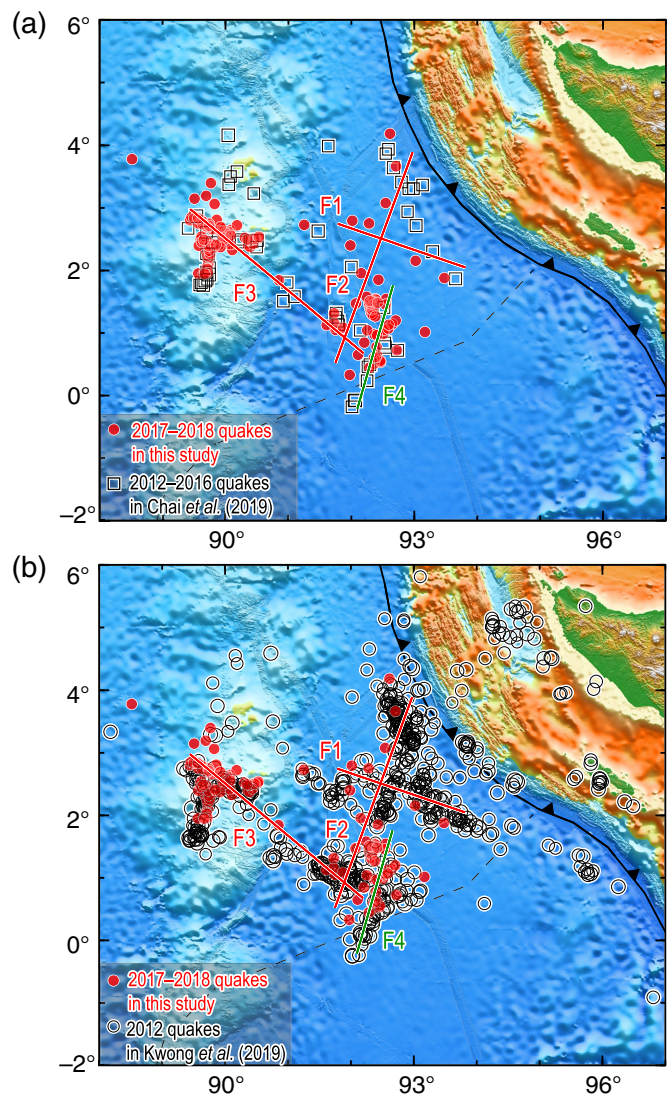 (a)
6°
4°
2°
0°
−2°
F1
F2
F3
F4
2017–2018 quakes
in this study
2012–2016 quakes
in Chai et al. (2019)
90°
93°
96°
(b)
6°
4°
2°
0°
−2°
F1
F2
F3
F4
2017–2018 quakes
in this study
2012 quakes
in Kwong et al. (2019)
90°
93°
96°